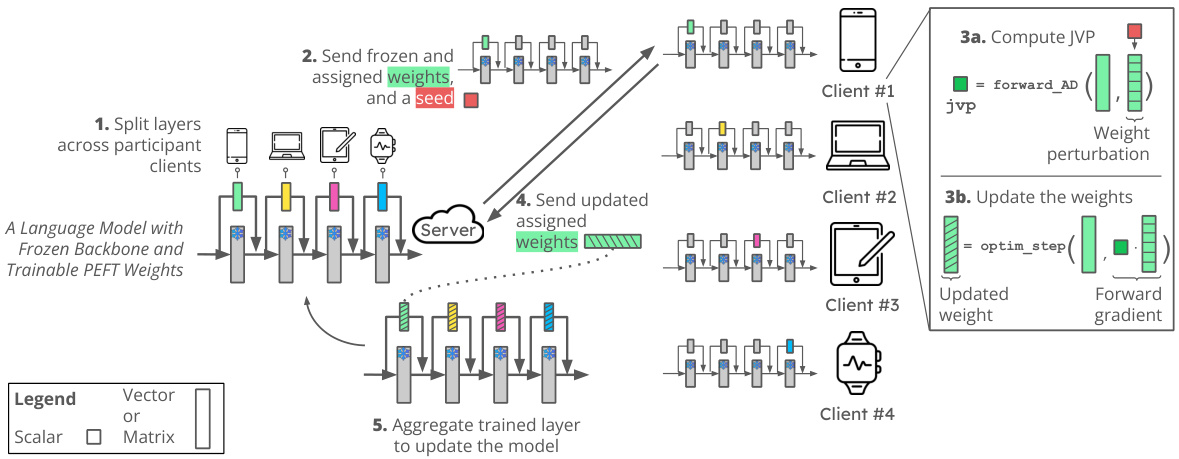 1. Split layers
across participant
clients
A Language Model with
Frozen Backbone and
Trainable PEFT Weights
2. Send frozen and
assigned weights,
and a seed
Server
4. Send updated
assigned
weights
5. Aggregate trained layer
to update the model
Client #1
Client #2
Client #3
Client #4
3a. Compute JVP
jvp = forward_AD ( , )
Weight
perturbation
3b. Update the weights
= optim_step( , · )
Updated
weight
Forward
gradient
Legend
Scalar
Vector
or
Matrix